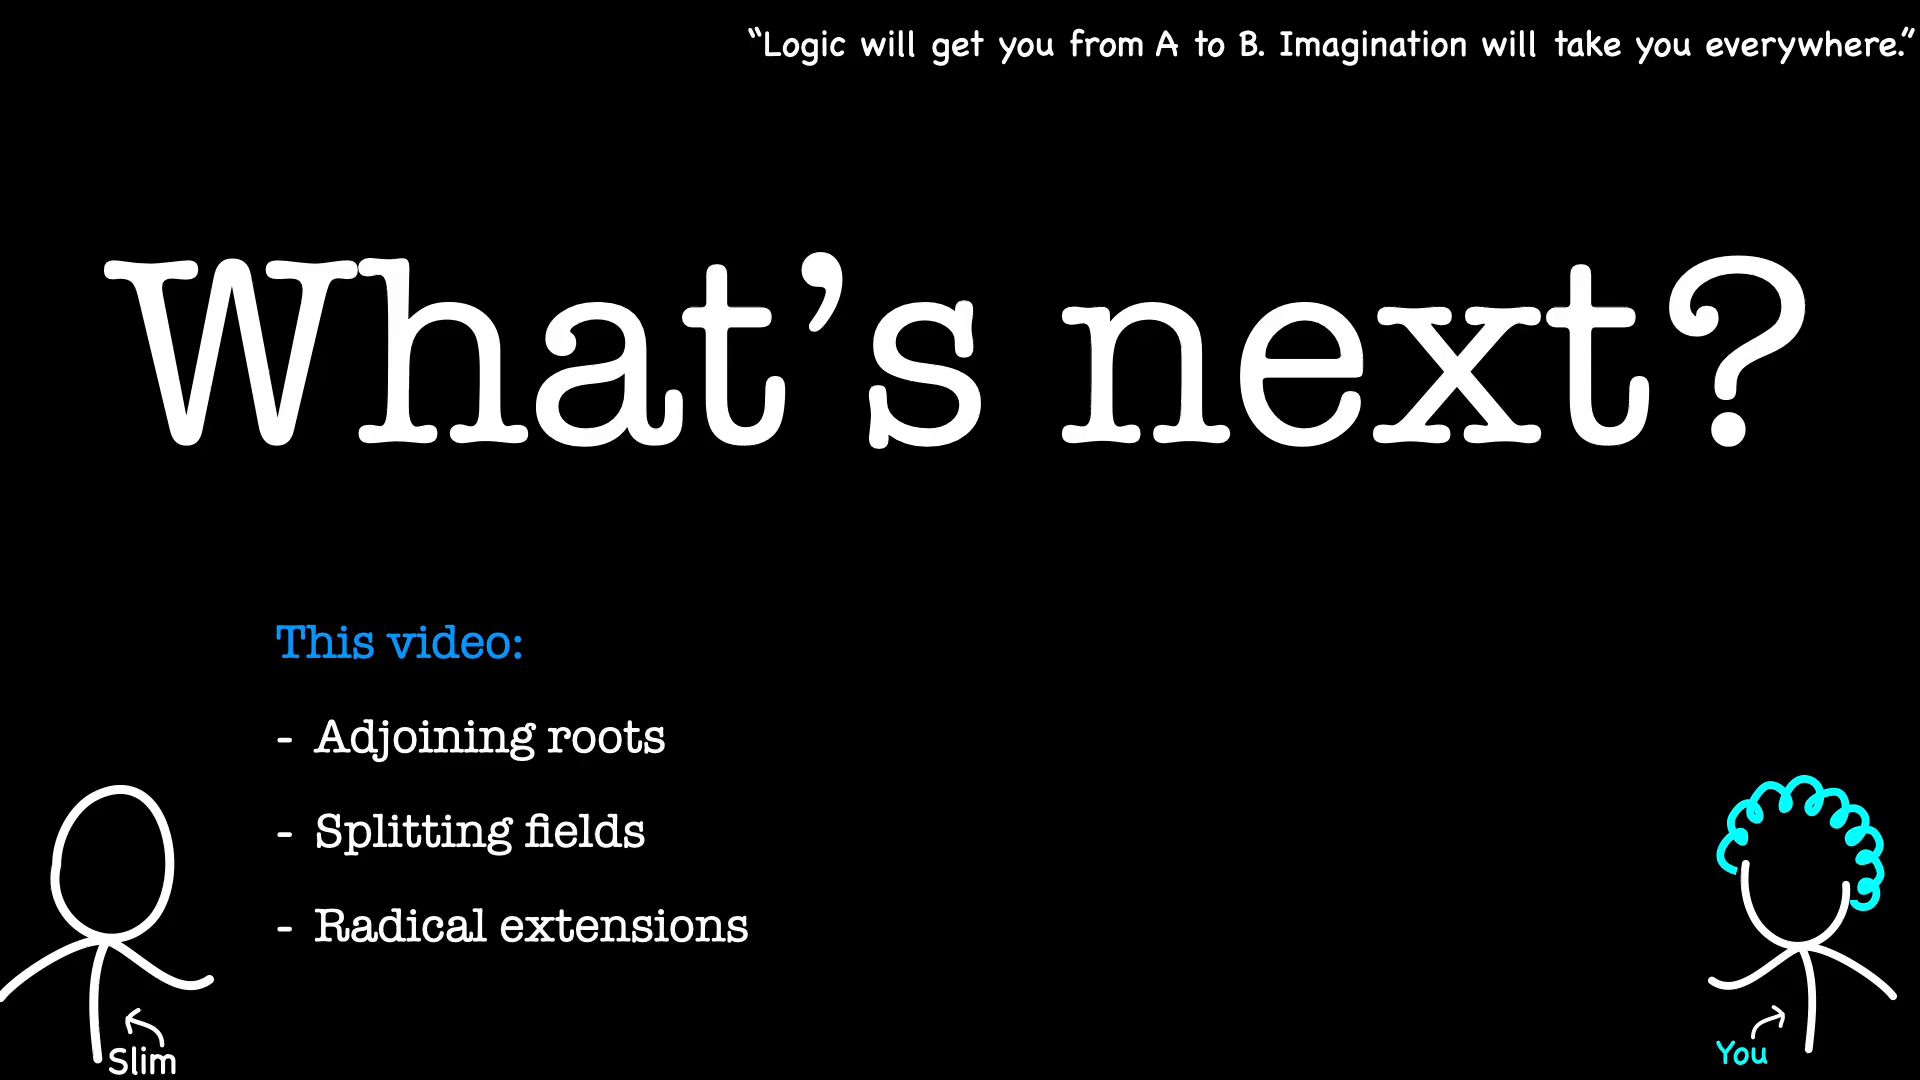 “Logic will get you from A to B. Imagination will take you everywhere.”
What’s next?
This video:
- Adjoining roots
- Splitting fields
- Radical extensions
Slim
You